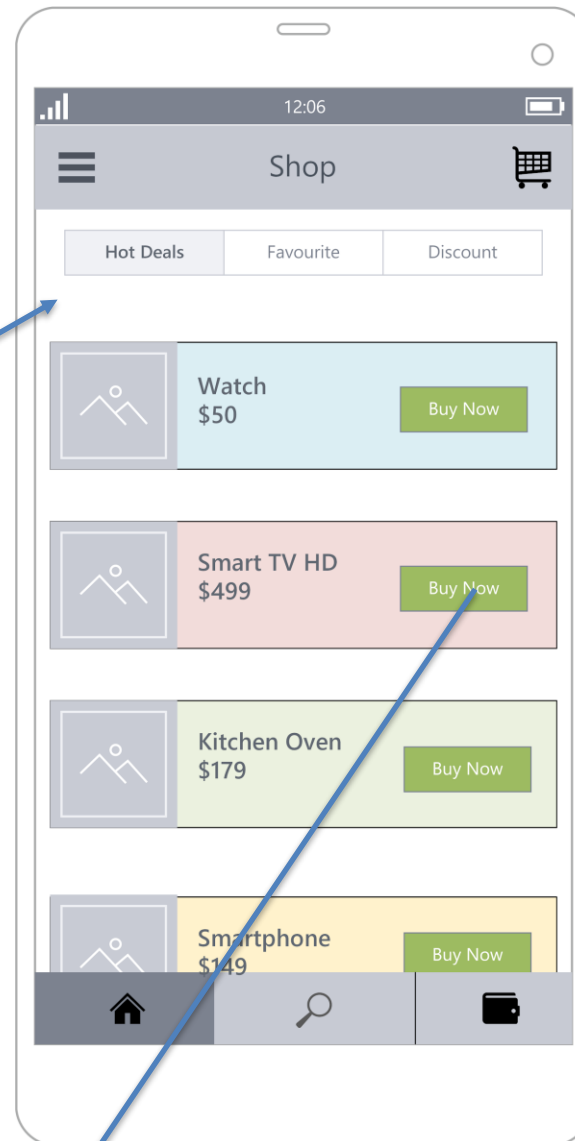 12:06
Shop
Hot Deals
Favourite
Discount
Watch
$50
Buy Now
Smart TV HD
$499
Buy Now
Kitchen Oven
$179
Buy Now
Smartphone
$149
Buy Now